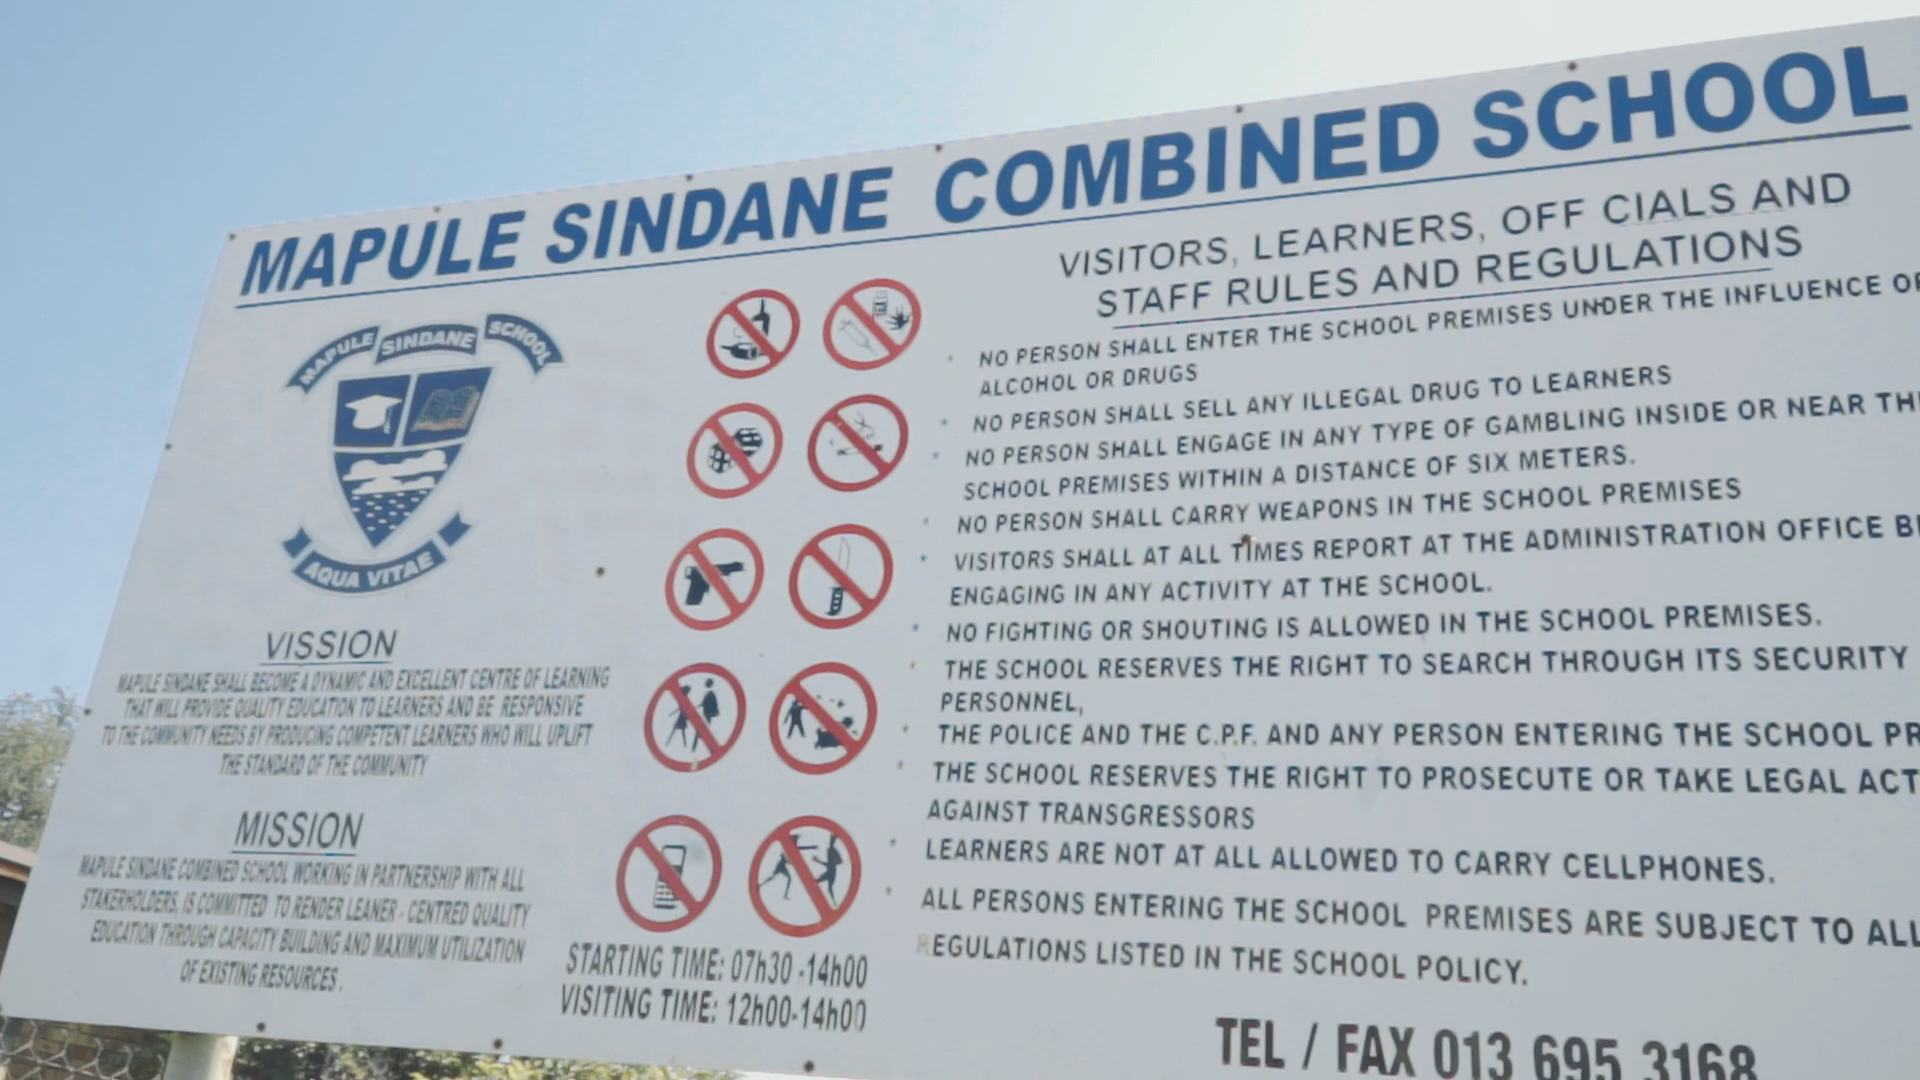 MAPULE SINDANE COMBINED SCHOOL
MAPULE SINDANE SCHOOL
AQUA VITAE
VISSION
MAPULE SINDANE SHALL BECOME A DYNAMIC AND EXCELLENT CENTRE OF LEARNING
THAT WILL PROVIDE QUALITY EDUCATION TO LEARNERS AND BE RESPONSIVE
TO THE COMMUNITY NEEDS BY PRODUCING COMPETENT LEARNERS WHO WILL UPLIFT
THE STANDARD OF THE COMMUNITY
MISSION
MAPULE SINDANE COMBINED SCHOOL WORKING IN PARTNERSHIP WITH ALL
STAKERHOLDERS, IS COMMITTED TO RENDER LEANER - CENTRED QUALITY
EDUCATION THROUGH CAPACITY BUILDING AND MAXIMUM UTILIZATION
OF EXISTING RESOURCES.
STARTING TIME: 07h30 -14h00
VISITING TIME: 12h00-14h00
VISITORS, LEARNERS, OFF CIALS AND
STAFF RULES AND REGULATIONS
NO PERSON SHALL ENTER THE SCHOOL PREMISES UNDER THE INFLUENCE OF
ALCOHOL OR DRUGS
NO PERSON SHALL SELL ANY ILLEGAL DRUG TO LEARNERS
NO PERSON SHALL ENGAGE IN ANY TYPE OF GAMBLING INSIDE OR NEAR THE
SCHOOL PREMISES WITHIN A DISTANCE OF SIX METERS.
NO PERSON SHALL CARRY WEAPONS IN THE SCHOOL PREMISES
VISITORS SHALL AT ALL TIMES REPORT AT THE ADMINISTRATION OFFICE
ENGAGING IN ANY ACTIVITY AT THE SCHOOL.
NO FIGHTING OR SHOUTING IS ALLOWED IN THE SCHOOL PREMISES.
THE SCHOOL RESERVES THE RIGHT TO SEARCH THROUGH ITS SECURITY
PERSONNEL,
THE POLICE AND THE C.P.F. AND ANY PERSON ENTERING THE SCHOOL PR
THE SCHOOL RESERVES THE RIGHT TO PROSECUTE OR TAKE LEGAL ACT
AGAINST TRANSGRESSORS
LEARNERS ARE NOT AT ALL ALLOWED TO CARRY CELLPHONES.
ALL PERSONS ENTERING THE SCHOOL PREMISES ARE SUBJECT TO ALL
REGULATIONS LISTED IN THE SCHOOL POLICY.
TEL / FAX 013 695 3168